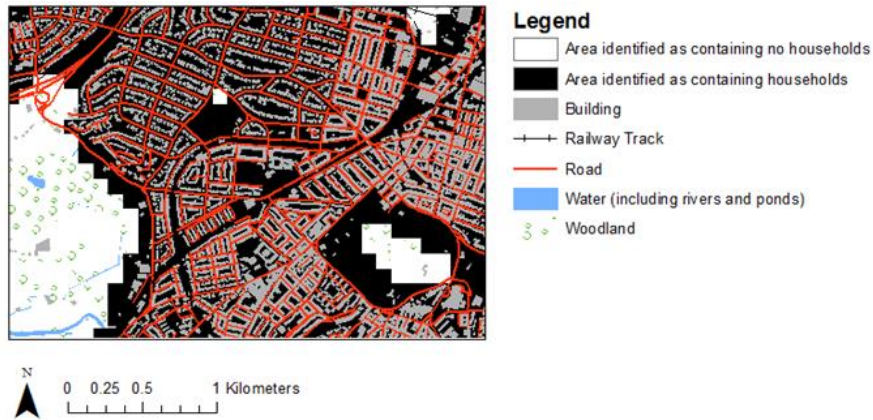 Legend
Area identified as containing no households
Area identified as containing households
Building
Railway Track
Road
Water (including rivers and ponds)
Woodland
N
0 0.25 0.5 1 Kilometers